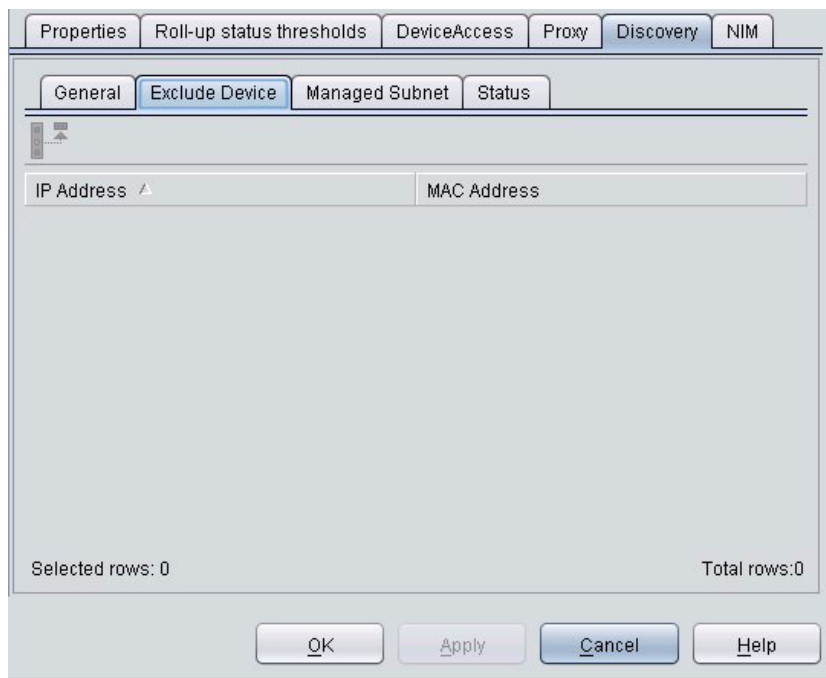 Properties Roll-up status thresholds DeviceAccess Proxy Discovery NIM
General Exclude Device Managed Subnet Status
IP Address MAC Address
Selected rows: 0 Total rows:0
OK Apply Cancel Help